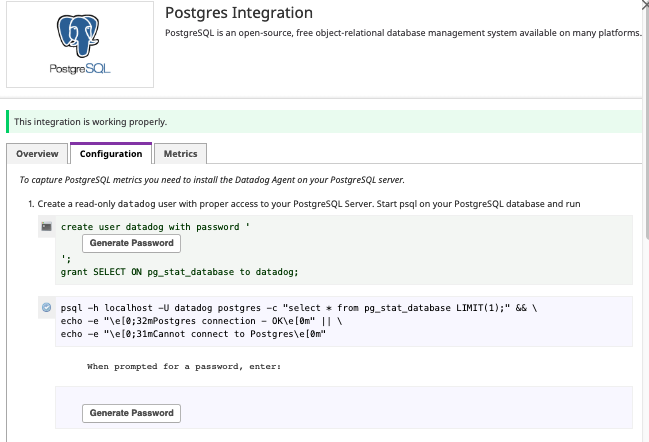 Postgres Integration
PostgreSQL is an open-source, free object-relational database management system available on many platforms.
PostgreSQL
This integration is working properly.
Overview
Configuration
Metrics
To capture PostgreSQL metrics you need to install the Datadog Agent on your PostgreSQL server.
1. Create a read-only datadog user with proper access to your PostgreSQL Server. Start psql on your PostgreSQL database and run
create user datadog with password '
Generate Password
';
grant SELECT ON pg_stat_database to datadog;
psql -h localhost -U datadog postgres -c "select * from pg_stat_database LIMIT(1);" && \
echo -e "\e[0;32mPostgres connection - OK\e[0m" || \
echo -e "\e[0;31mCannot connect to Postgres\e[0m"
When prompted for a password, enter:
Generate Password